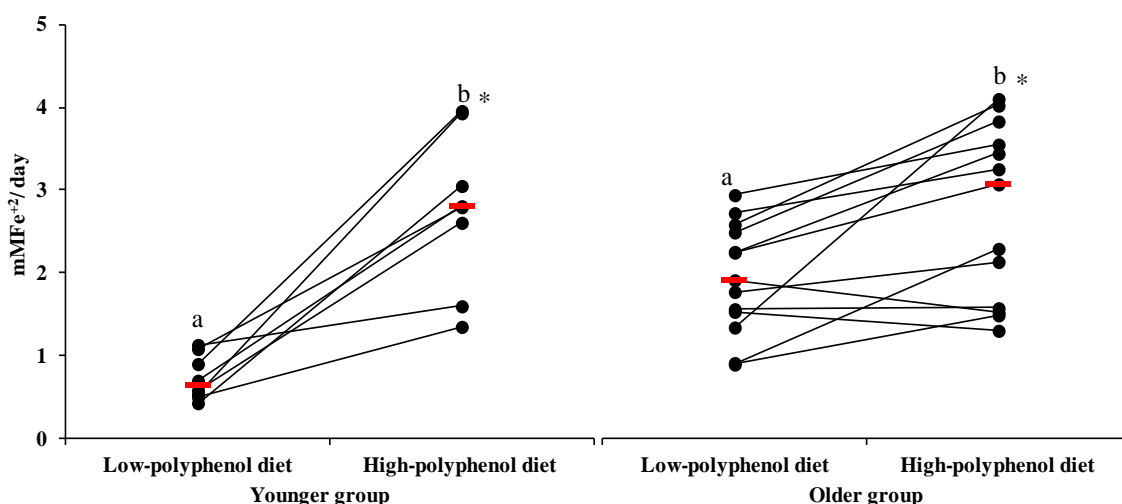 5
4
3
2
1
0
mMFe⁺²/day
a
b *
a
b *
Low-polyphenol diet High-polyphenol diet Low-polyphenol diet High-polyphenol diet
Younger group Older group